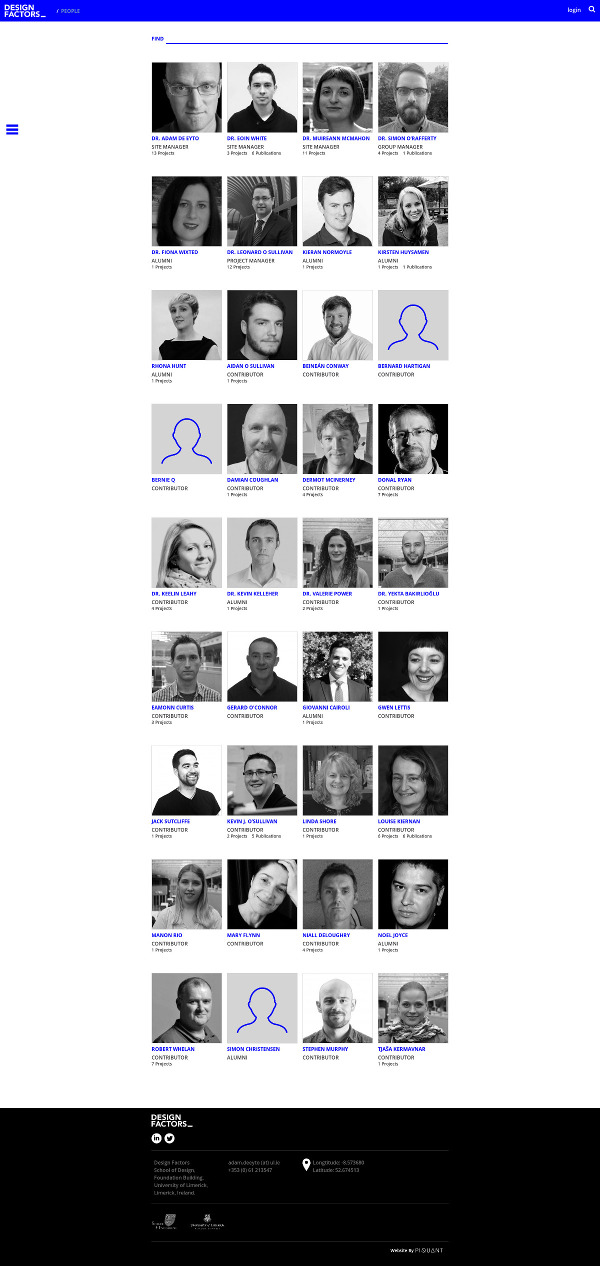 DESIGN
FACTORS_
/ PEOPLE
login
FIND
DR. ADAM DE EYTO
SITE MANAGER
13 Projects
DR. EOIN WHITE
SITE MANAGER
3 Projects 6 Publications
DR. MUIREANN MCMAHON
SITE MANAGER
11 Projects
DR. SIMON O'RAFFERTY
GROUP MANAGER
4 Projects 1 Publications
DR. FIONA WIXTED
ALUMNI
1 Projects
DR. LEONARD O SULLIVAN
PROJECT MANAGER
12 Projects
KIERAN NORMOYLE
ALUMNI
1 Projects
KIRSTEN HUYSAMEN
ALUMNI
1 Projects 1 Publications
RHONA HUNT
ALUMNI
1 Projects
AIDAN O SULLIVAN
CONTRIBUTOR
1 Projects
BEINEÁN CONWAY
CONTRIBUTOR
BERNARD HARTIGAN
CONTRIBUTOR
BERNIE Q
CONTRIBUTOR
DAMIAN COUGHLAN
CONTRIBUTOR
1 Projects
DERMOT MCINERNEY
CONTRIBUTOR
4 Projects
DONAL RYAN
CONTRIBUTOR
7 Projects
DR. KEELIN LEAHY
CONTRIBUTOR
4 Projects
DR. KEVIN KELLEHER
ALUMNI
1 Projects
DR. VALERIE POWER
CONTRIBUTOR
2 Projects
DR. YEKTA BAKIRLIOĞLU
CONTRIBUTOR
1 Projects
EAMONN CURTIS
CONTRIBUTOR
3 Projects
GERARD O'CONNOR
CONTRIBUTOR
GIOVANNI CAIROLI
ALUMNI
1 Projects
GWEN LETTIS
CONTRIBUTOR
JACK SUTCLIFFE
CONTRIBUTOR
1 Projects
KEVIN J. O'SULLIVAN
CONTRIBUTOR
2 Projects 5 Publications
LINDA SHORE
CONTRIBUTOR
1 Projects
LOUISE KIERNAN
CONTRIBUTOR
6 Projects 6 Publications
MANON RIO
CONTRIBUTOR
1 Projects
MARY FLYNN
CONTRIBUTOR
NIALL DELOUGHRY
CONTRIBUTOR
4 Projects
NOEL JOYCE
ALUMNI
1 Projects
ROBERT WHELAN
CONTRIBUTOR
7 Projects
SIMON CHRISTENSEN
ALUMNI
STEPHEN MURPHY
CONTRIBUTOR
TJAŠA KERMAVNAR
CONTRIBUTOR
1 Projects
DESIGN
FACTORS_
Design Factors
School of Design,
Foundation Building,
University of Limerick,
Limerick, Ireland.
adam.deeyto (at) ul.ie
+353 (0) 61 213547
Longtitude: -8.573680
Latitude: 52.674513
Website By PIQUANT